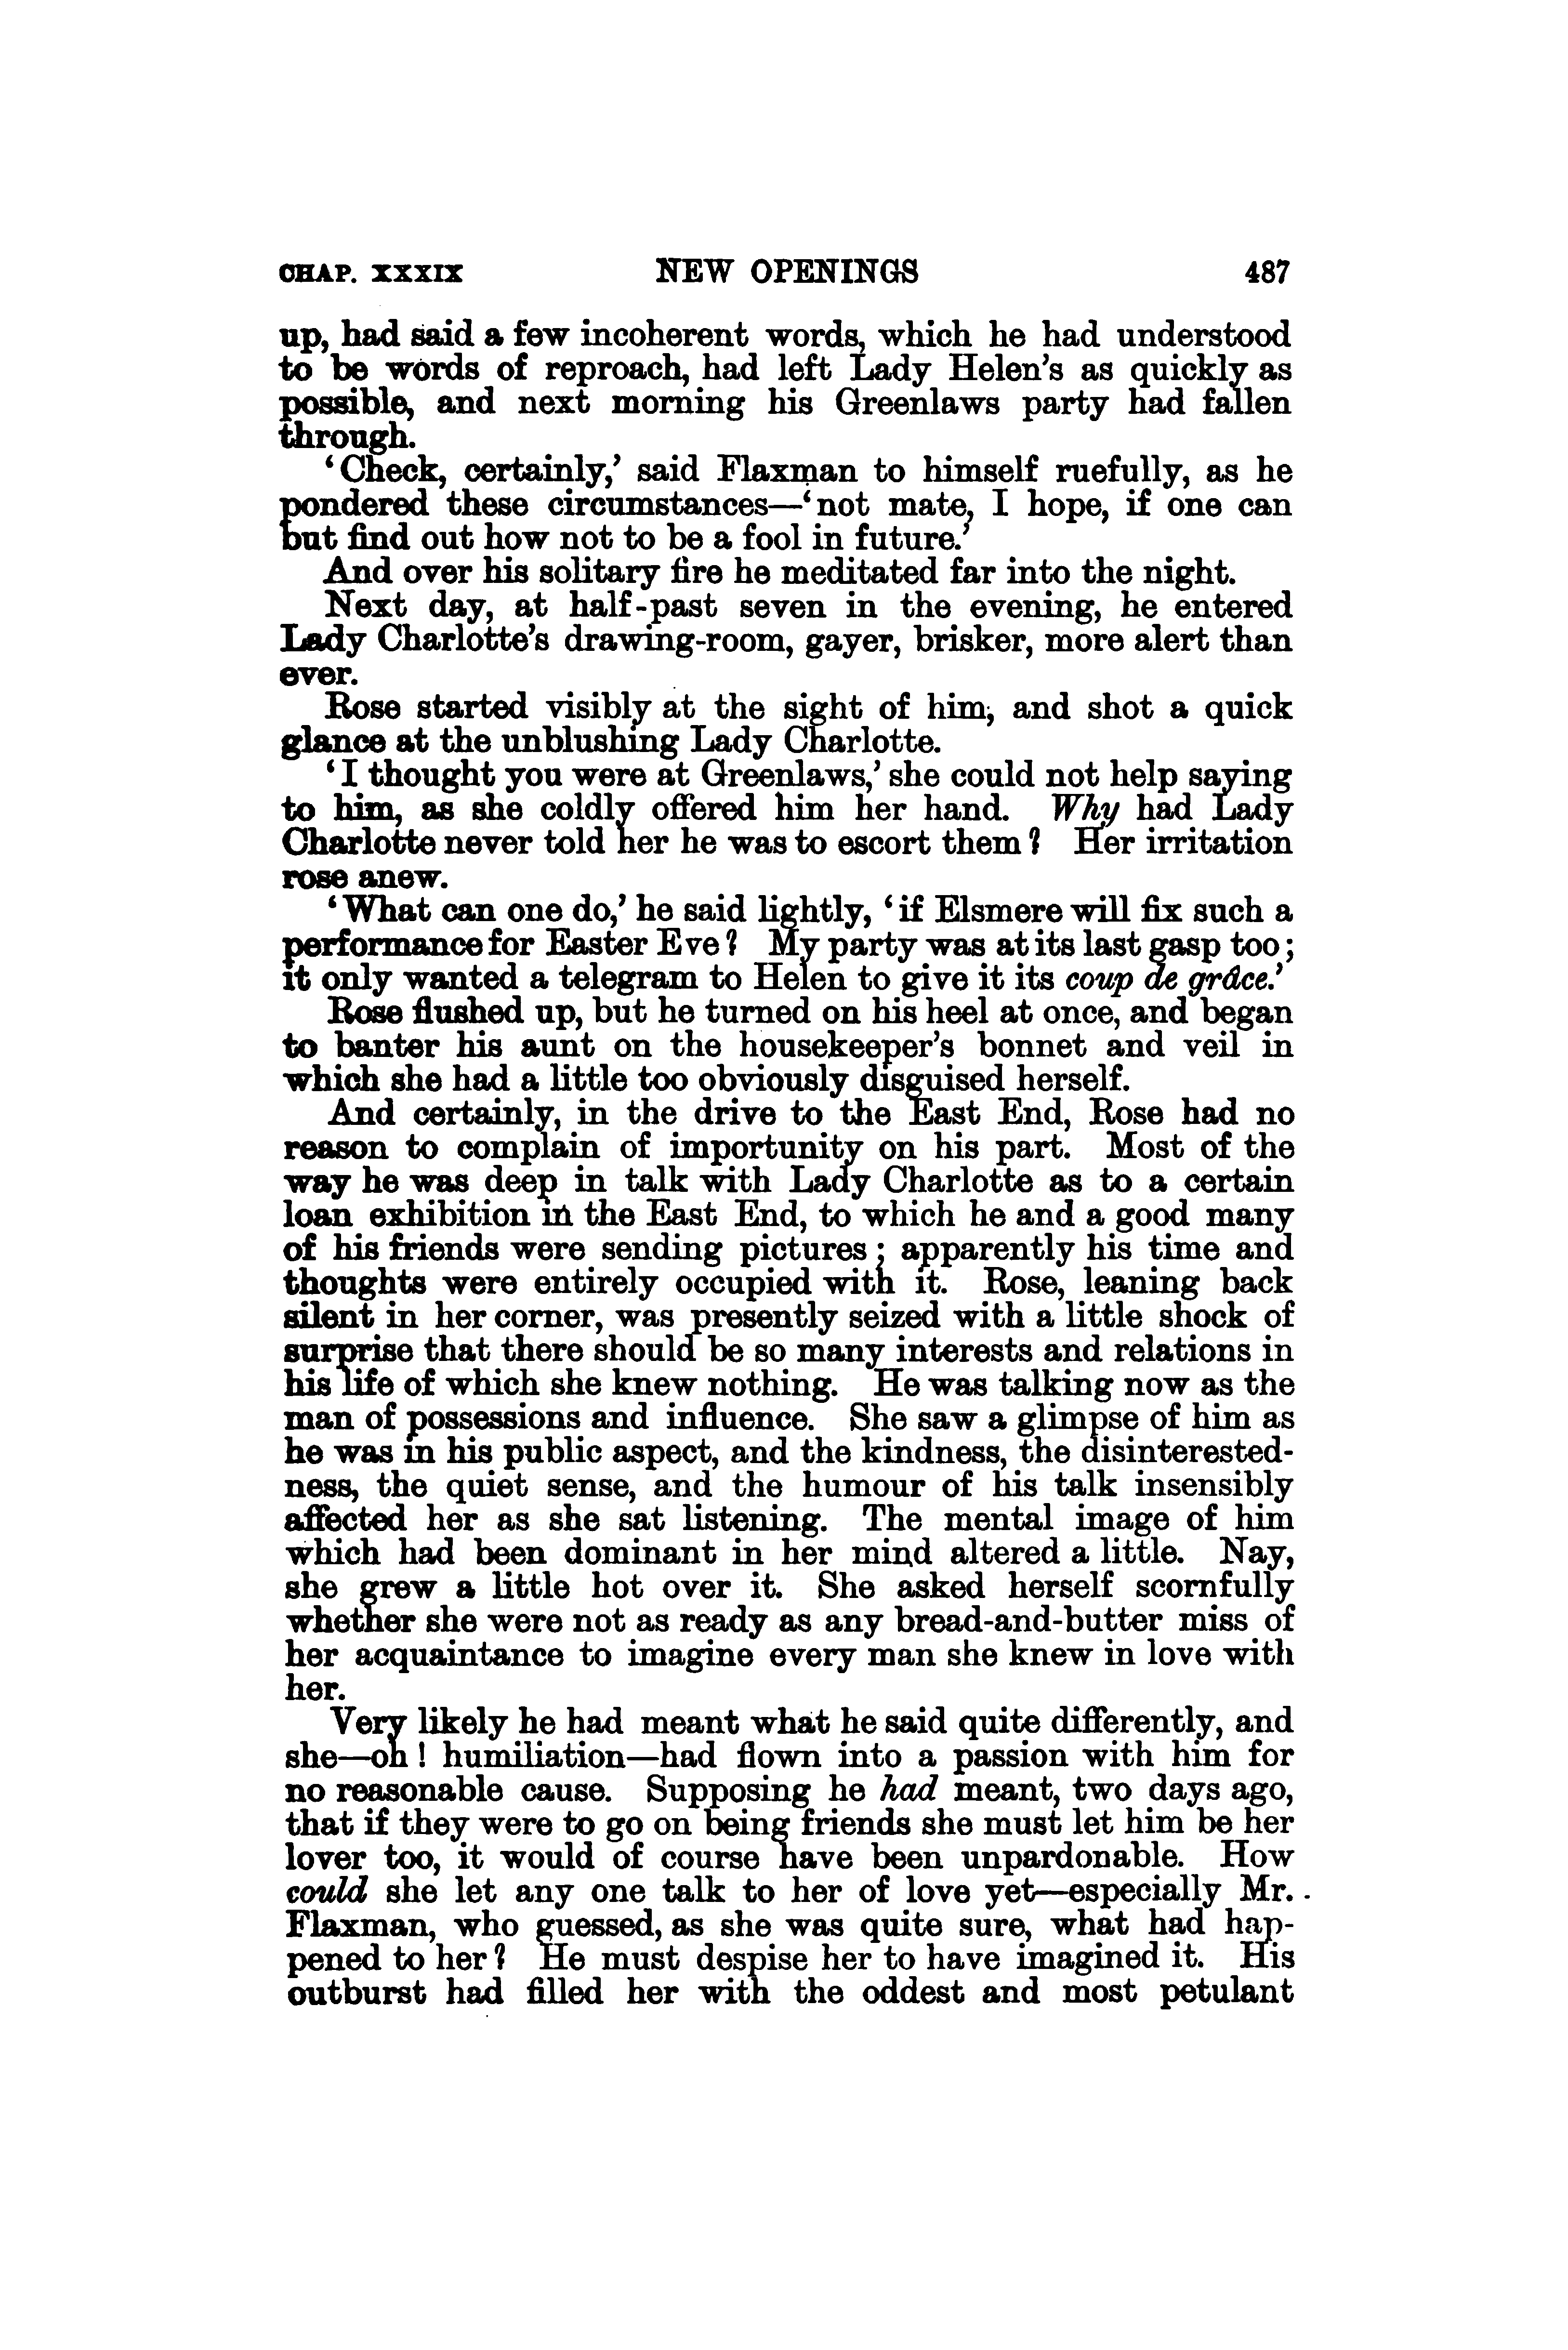 CHAP. XXXIX NEW OPENINGS 487
up, had said a few incoherent words, which he had understood
to be words of reproach, had left Lady Helen's as quickly as
possible, and next morning his Greenlaws party had fallen
through.
‘Check, certainly,’ said Flaxman to himself ruefully, as he
pondered these circumstances—‘not mate, I hope, if one can
but find out how not to be a fool in future.’
And over his solitary fire he meditated far into the night.
Next day, at half-past seven in the evening, he entered
Lady Charlotte's drawing-room, gayer, brisker, more alert than
ever.
Rose started visibly at the sight of him, and shot a quick
glance at the unblushing Lady Charlotte.
‘I thought you were at Greenlaws,’ she could not help saying
to him, as she coldly offered him her hand. Why had Lady
Charlotte never told her he was to escort them? Her irritation
rose anew.
‘What can one do,’ he said lightly, ‘if Elsmere will fix such a
performance for Easter Eve? My party was at its last gasp too;
it only wanted a telegram to Helen to give it its coup de grâce.’
Rose flushed up, but he turned on his heel at once, and began
to banter his aunt on the housekeeper's bonnet and veil in
which she had a little too obviously disguised herself.
And certainly, in the drive to the East End, Rose had no
reason to complain of importunity on his part. Most of the
way he was deep in talk with Lady Charlotte as to a certain
loan exhibition in the East End, to which he and a good many
of his friends were sending pictures; apparently his time and
thoughts were entirely occupied with it. Rose, leaning back
silent in her corner, was presently seized with a little shock of
surprise that there should be so many interests and relations in
his life of which she knew nothing. He was talking now as the
man of possessions and influence. She saw a glimpse of him as
he was in his public aspect, and the kindness, the disinterested-
ness, the quiet sense, and the humour of his talk insensibly
affected her as she sat listening. The mental image of him
which had been dominant in her mind altered a little. Nay,
she grew a little hot over it. She asked herself scornfully
whether she were not as ready as any bread-and-butter miss of
her acquaintance to imagine every man she knew in love with
her.
Very likely he had meant what he said quite differently, and
she—oh! humiliation—had flown into a passion with him for
no reasonable cause. Supposing he had meant, two days ago,
that if they were to go on being friends she must let him be her
lover too, it would of course have been unpardonable. How
could she let any one talk to her of love yet—especially Mr.
Flaxman, who guessed, as she was quite sure, what had hap-
pened to her? He must despise her to have imagined it. His
outburst had filled her with the oddest and most petulant